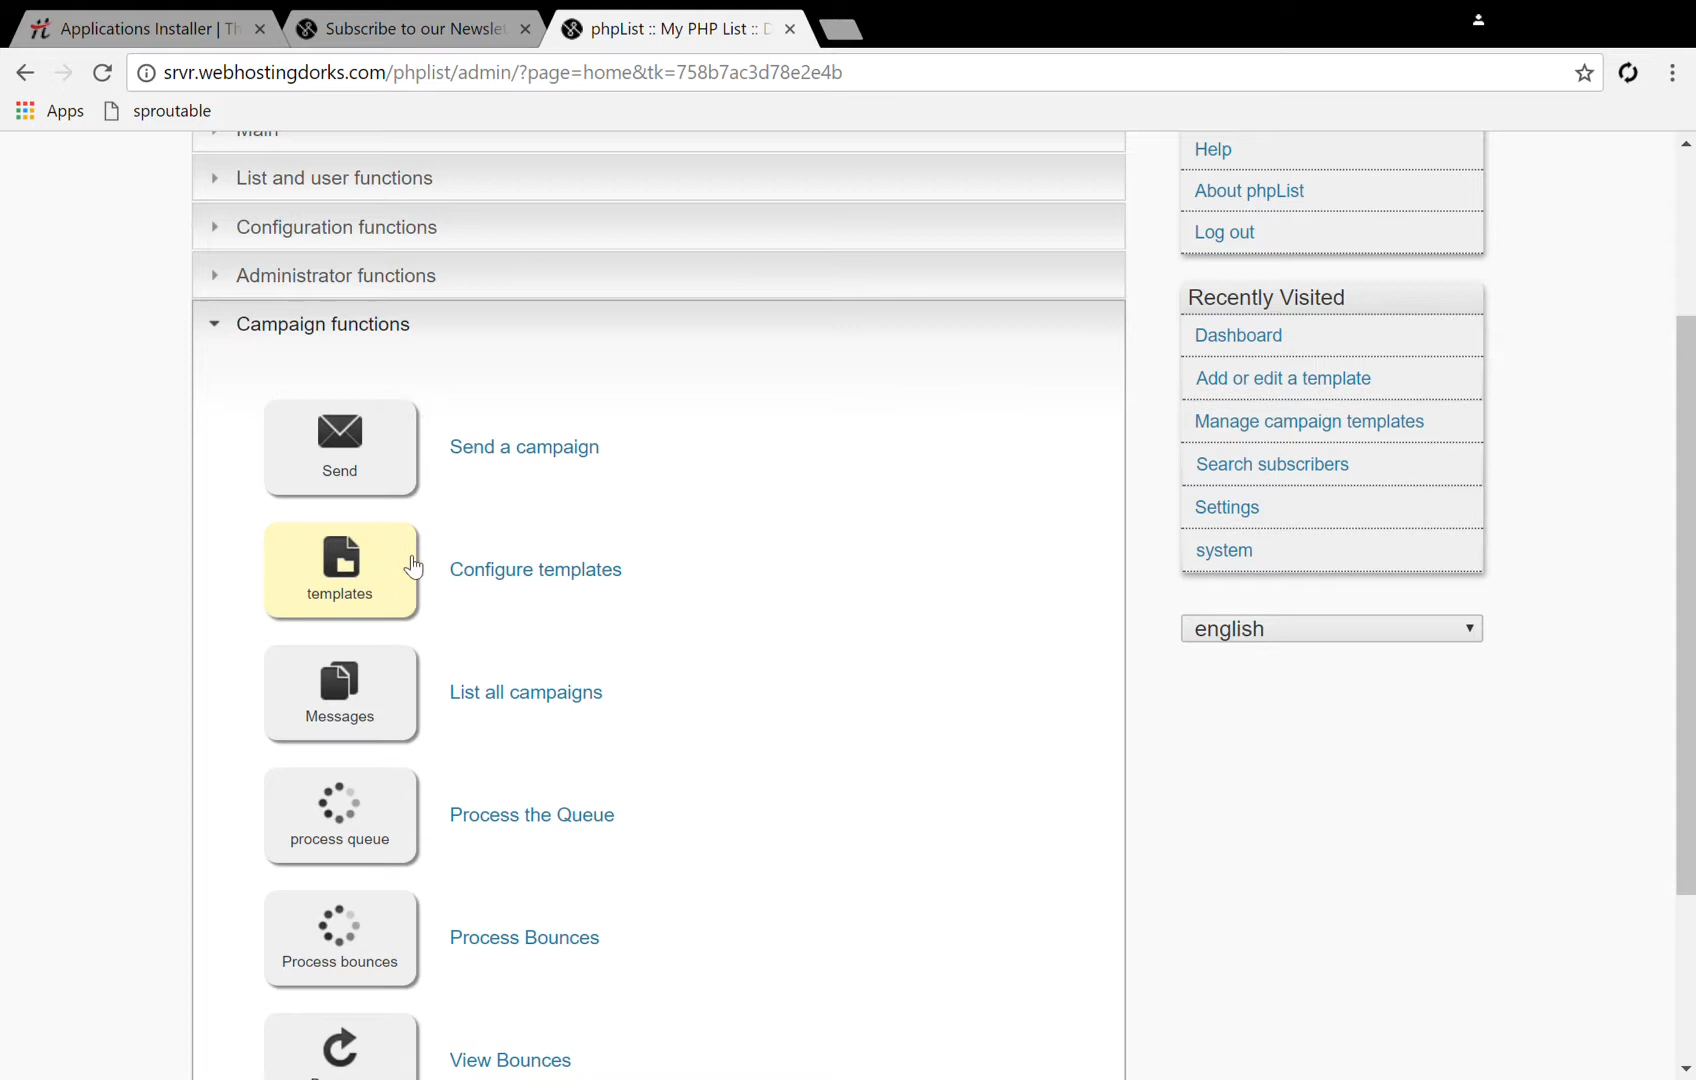 Applications Installer | Th
Subscribe to our Newslet
phpList :: My PHP List :: D
srvr.webhostingdorks.com/phplist/admin/?page=home&tk=758b7ac3d78e2e4b
Apps
sproutable
Main
List and user functions
Configuration functions
Administrator functions
Campaign functions
Send
Send a campaign
templates
Configure templates
Messages
List all campaigns
process queue
Process the Queue
Process bounces
Process Bounces
View Bounces
Help
About phpList
Log out
Recently Visited
Dashboard
Add or edit a template
Manage campaign templates
Search subscribers
Settings
system
english